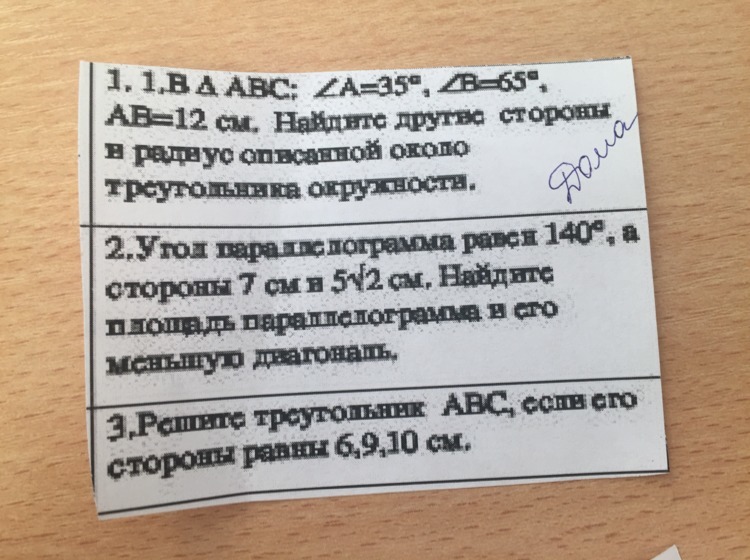 1. 1.В Δ АВС: ∠А=35°, ∠В=65°,
АВ=12 см. Найдите другие стороны
и радиус описанной около
треугольника окружности.
Дома
2.Угол параллелограмма равен 140°, а
стороны 7 см и 5√2 см. Найдите
площадь параллелограмма и его
меньшую диагональ.
3.Решите треугольник АВС, если его
стороны равны 6,9,10 см.